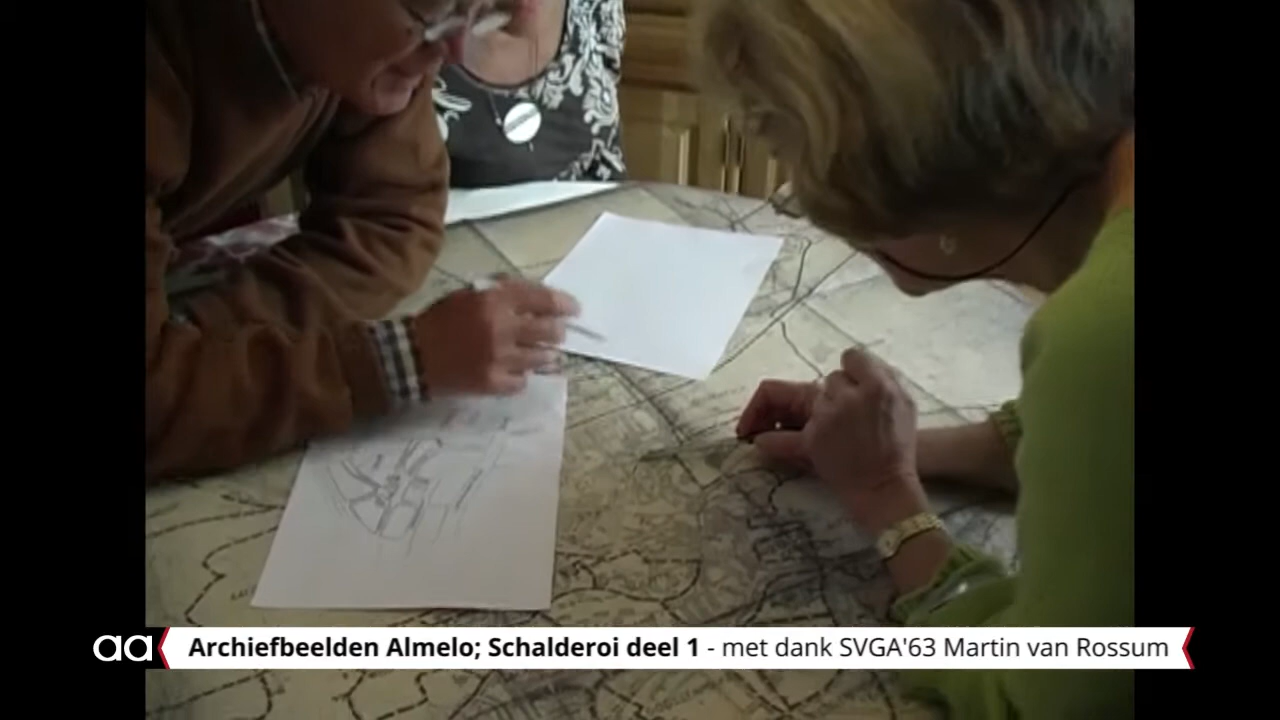 aa Archiefbeelden Almelo; Schalderoi deel 1 - met dank SVGA'63 Martin van Rossum